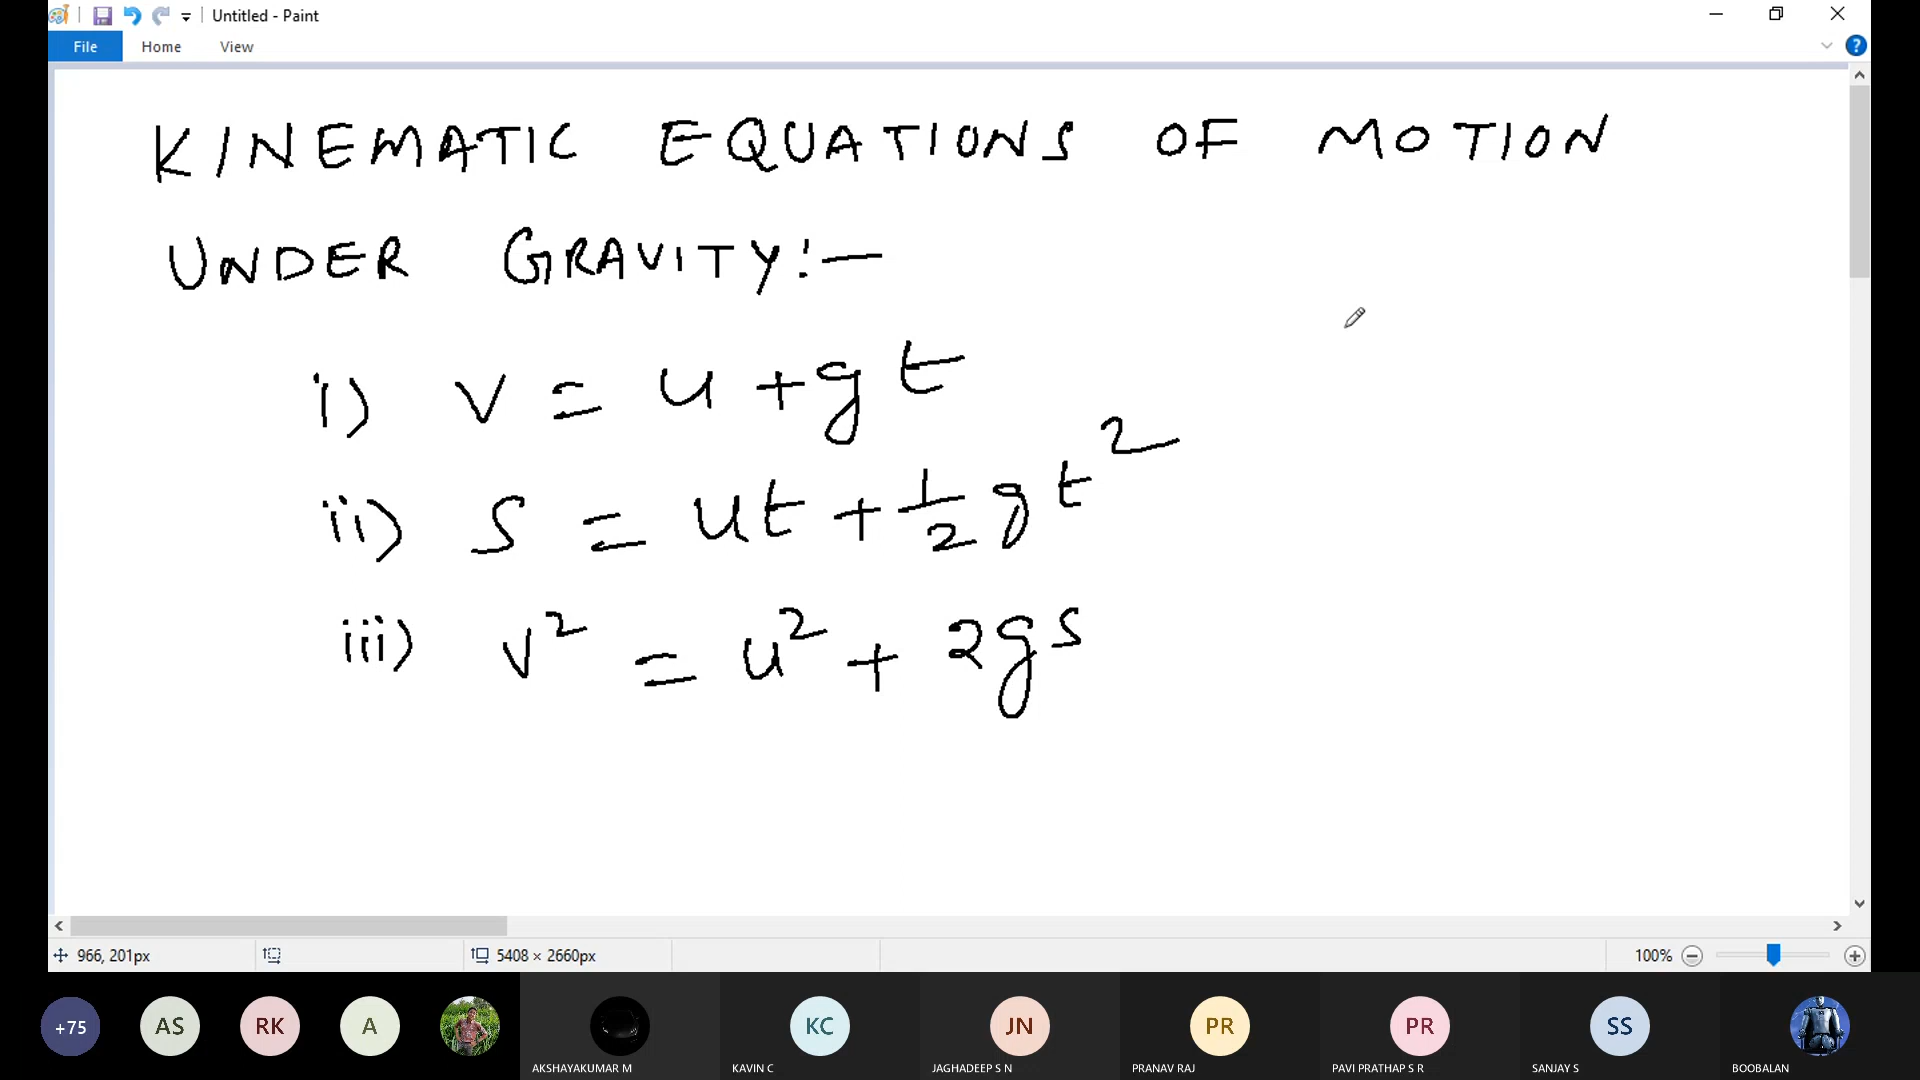 Untitled - Paint
File Home View
KINEMATIC EQUATIONS OF MOTION
UNDER GRAVITY:—
i) v = u + gt
ii) s = ut + 1/2 gt²
iii) v² = u² + 2gs
966, 201px 5408 × 2660px 100%
+75 AS RK A KC JN PR PR SS
AKSHAYAKUMAR M KAVIN C JAGHADEEP S N PRANAV RAJ PAVI PRATHAP S R SANJAY S BOOBALAN